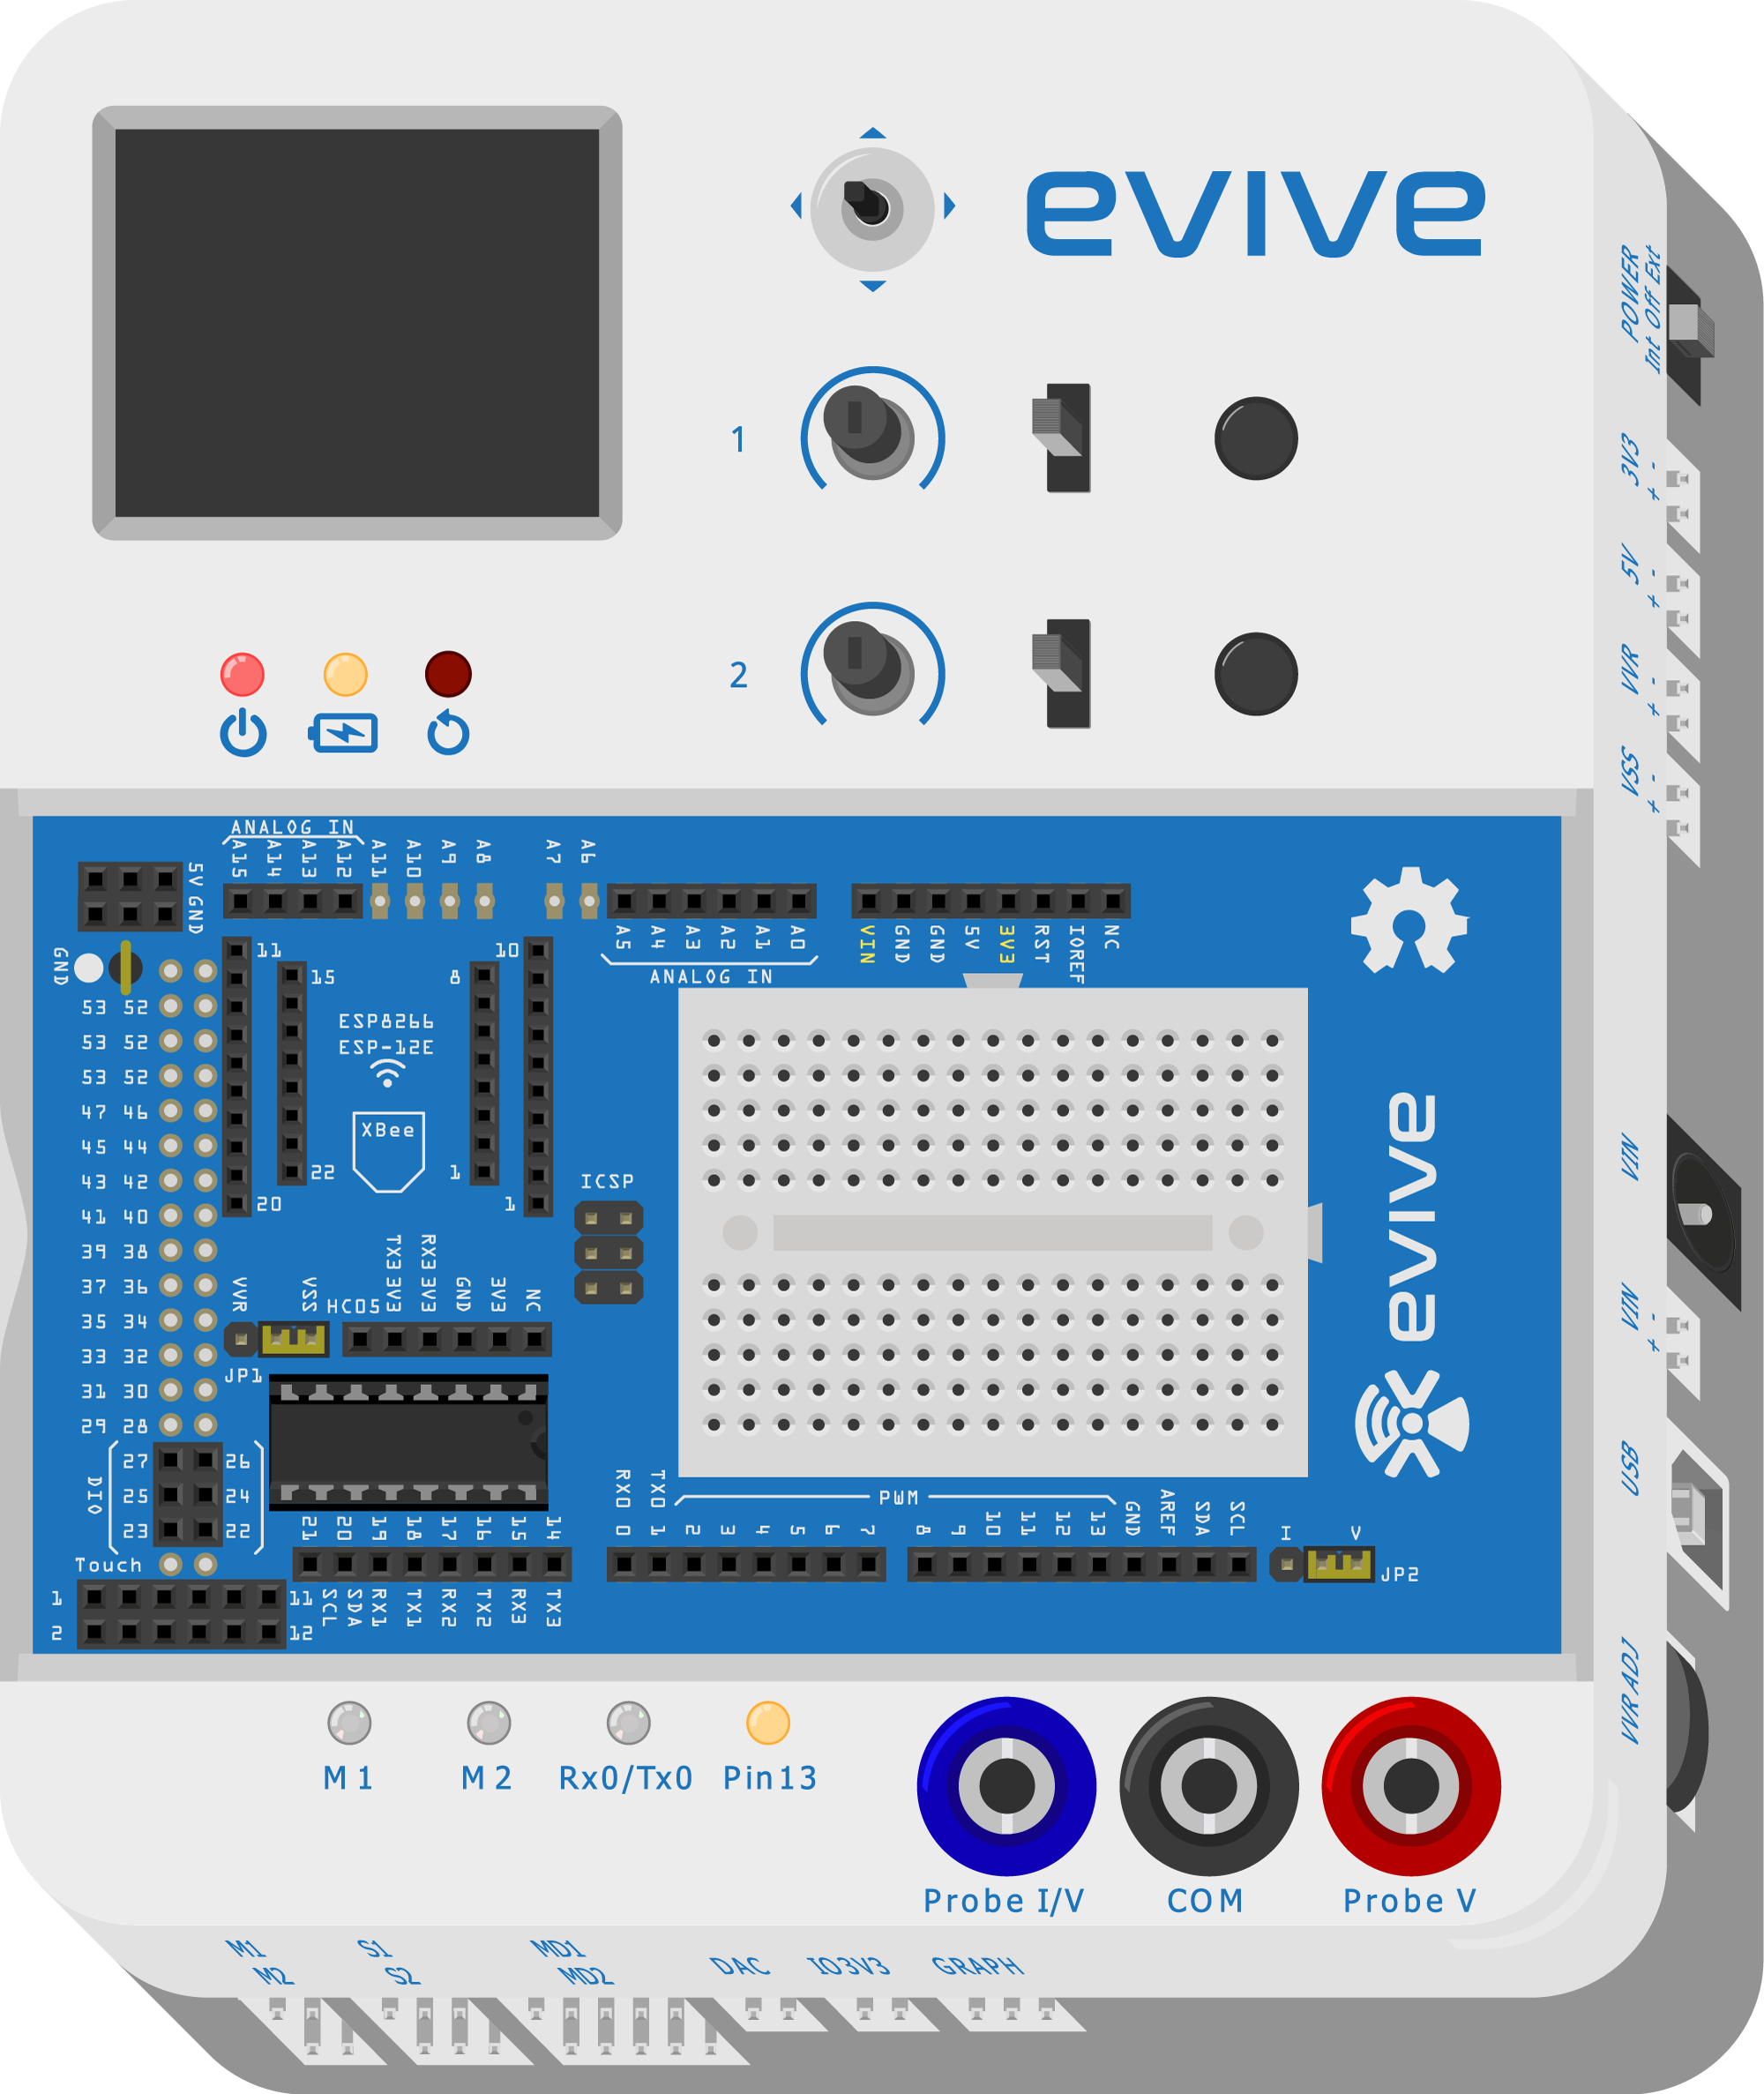 evive
POWER
Int Off Ext
1
3V3
+ -
5V
+ -
2
VVR
+ -
VSS
+ -
ANALOG IN
A15 A14 A13 A12 A11 A10 A9 A8 A7 A6
5V GND
GND
A5 A4 A3 A2 A1 A0
ANALOG IN
VIN GND GND 5V 3V3 RST IOREF NC
11 10
15 8
ESP8266
ESP-12E
XBee
22 1
20 1
53 52
53 52
53 52
47 46
45 44
43 42
41 40
39 38
37 36
35 34
33 32
31 30
29 28
27 26
25 24
23 22
DIO
ICSP
evive
VVR VSS
HC05
TX3 3V3 RX3 3V3 GND 3V3 NC
JP1
VIN
VIN
+ -
USB
RX0 TX0 PWM
21 20 19 18 17 16 15 14
0 1 2 3 4 5 6 7
8 9 10 11 12 13 GND AREF SDA SCL
I V
JP2
SCL SDA RX1 TX1 RX2 TX2 RX3 TX3
Touch
1 11
2 12
VVR ADJ
M1 M2 Rx0/Tx0 Pin13
Probe I/V COM Probe V
M1 S1 MD1 DAC IO3V3 GRAPH
M2 S2 MD2